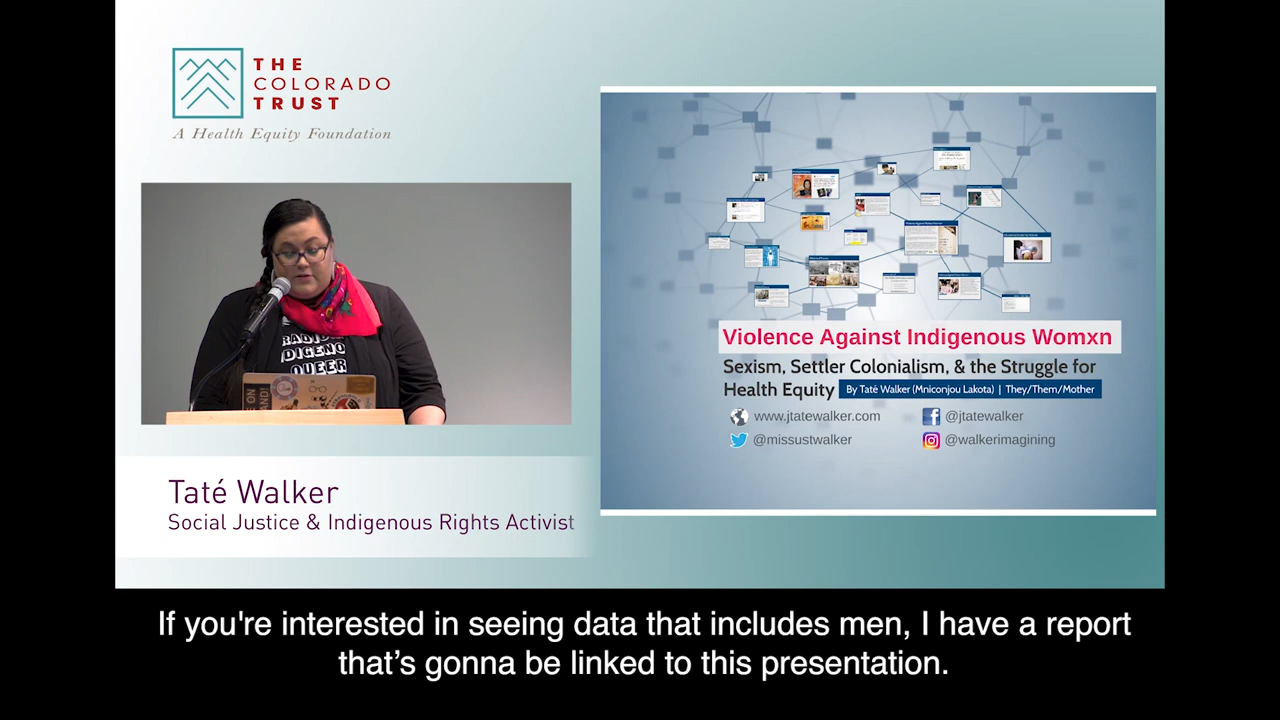 THE
COLORADO
TRUST
A Health Equity Foundation
RADICAL
QUEER
Violence Against Indigenous Womxn
Sexism, Settler Colonialism, & the Struggle for
Health Equity By Taté Walker (Mniconjou Lakota) | They/Them/Mother
www.jtatewalker.com @jtatewalker
@missustwalker @walkerimagining
Taté Walker
Social Justice & Indigenous Rights Activist
If you're interested in seeing data that includes men, I have a report
that's gonna be linked to this presentation.